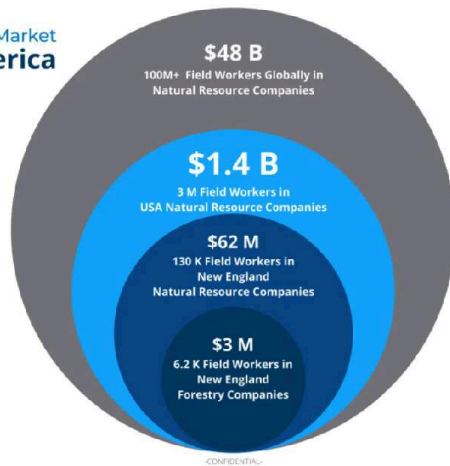 Market
erica
$48 B
100M+ Field Workers Globally in
Natural Resource Companies
$1.4 B
3 M Field Workers in
USA Natural Resource Companies
$62 M
130 K Field Workers in
New England
Natural Resource Companies
$3 M
6.2 K Field Workers in
New England
Forestry Companies
-CONFIDENTIAL-